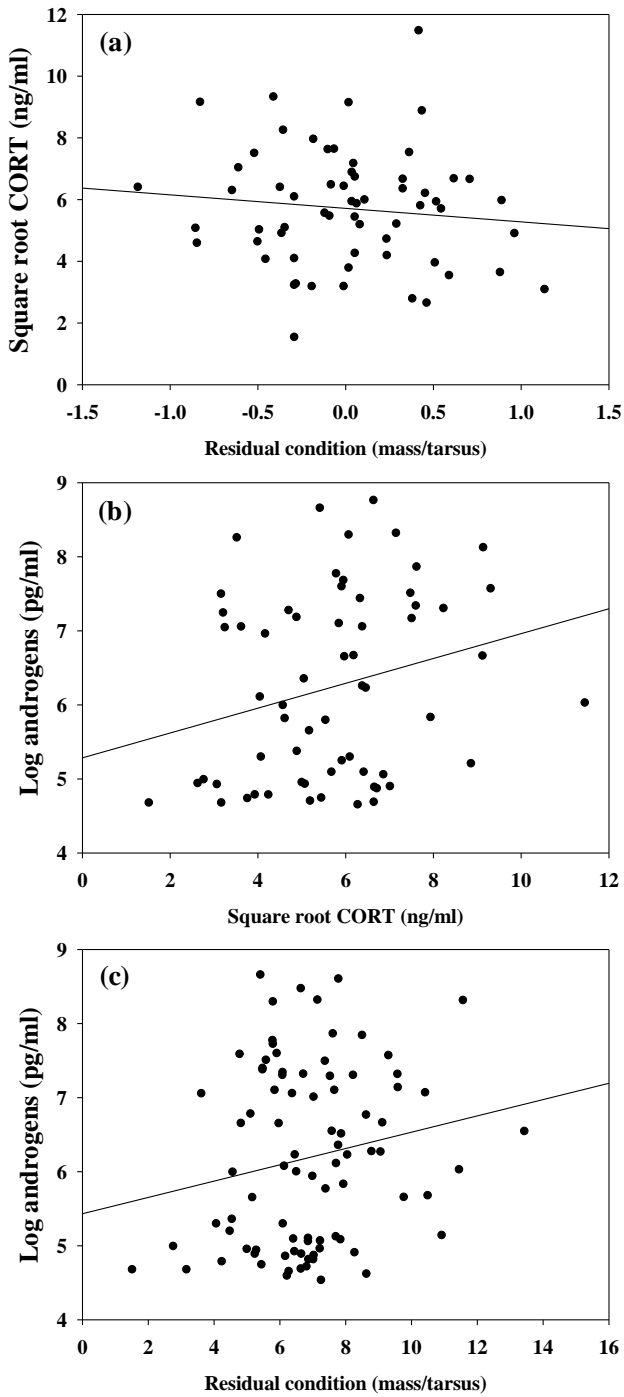 (a)
Square root CORT (ng/ml)
12
10
8
6
4
2
0
-1.5 -1.0 -0.5 0.0 0.5 1.0 1.5
Residual condition (mass/tarsus)
(b)
Log androgens (pg/ml)
9
8
7
6
5
4
0 2 4 6 8 10 12
Square root CORT (ng/ml)
(c)
Log androgens (pg/ml)
9
8
7
6
5
4
0 2 4 6 8 10 12 14 16
Residual condition (mass/tarsus)